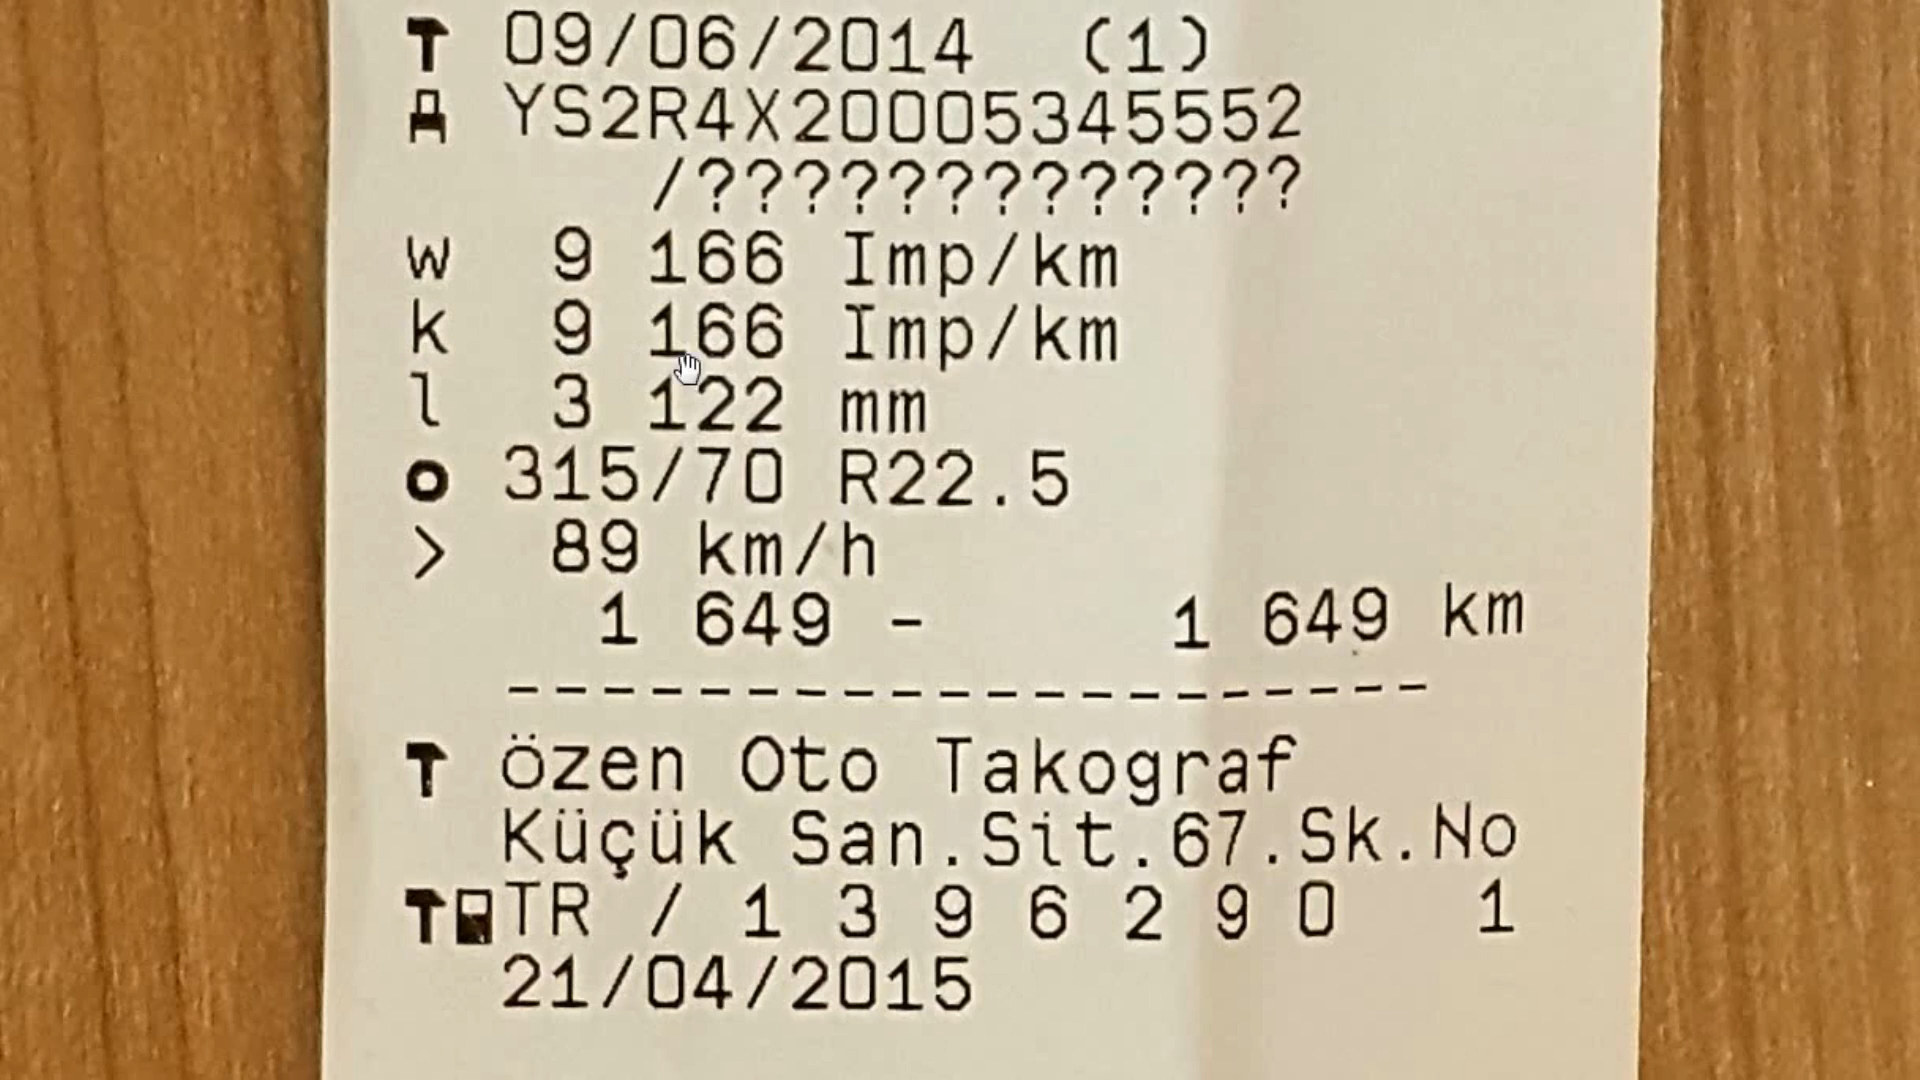 09/06/2014 (1)
YS2R4X20005345552
/?????????????
w 9 166 Imp/km
k 9 166 Imp/km
l 3 122 mm
315/70 R22.5
> 89 km/h
1 649 - 1 649 km
--------------------
özen Oto Takograf
Küçük San.Sit.67.Sk.No
TR / 1 3 9 6 2 9 0 1
21/04/2015